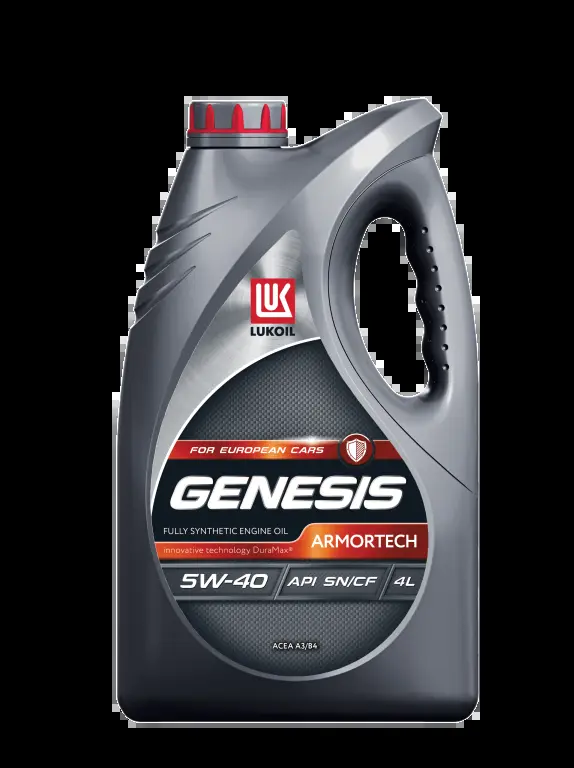 LUK
LUKOIL
FOR EUROPEAN CARS
GENESIS
FULLY SYNTHETIC ENGINE OIL
innovative technology DuraMax®
ARMORTECH
5W-40 API SN/CF 4L
ACEA A3/B4